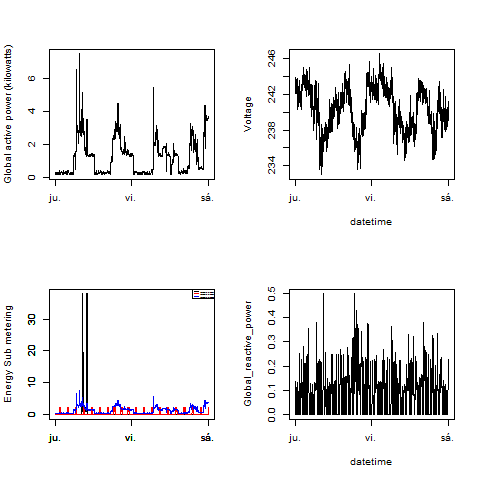 Global active power (kilowatts)
0 2 4 6
ju. vi. sá.
Voltage
234 238 242 246
ju. vi. sá.
datetime
Energy Sub metering
0 10 20 30
ju. vi. sá.
Global_reactive_power
0.0 0.1 0.2 0.3 0.4 0.5
ju. vi. sá.
datetime